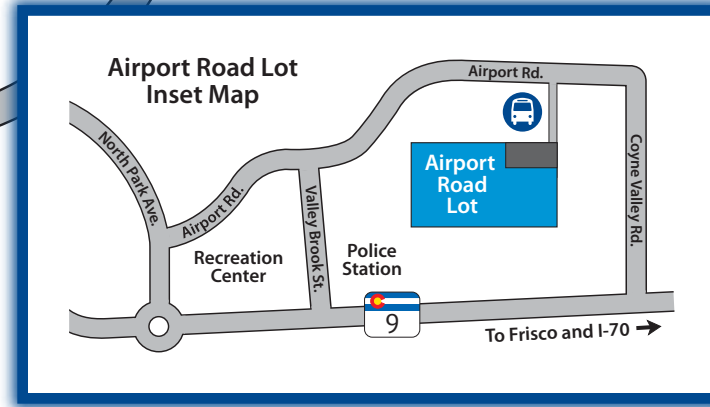 Airport Road Lot
Inset Map
Airport Rd.
North Park Ave.
Airport Rd.
Valley Brook St.
Coyne Valley Rd.
Airport
Road
Lot
Recreation
Center
Police
Station
9
To Frisco and I-70